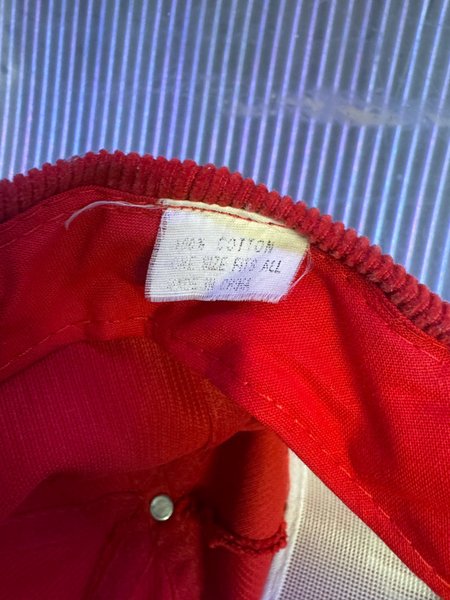 100% COTTON
ONE SIZE FITS ALL
MADE IN CHINA